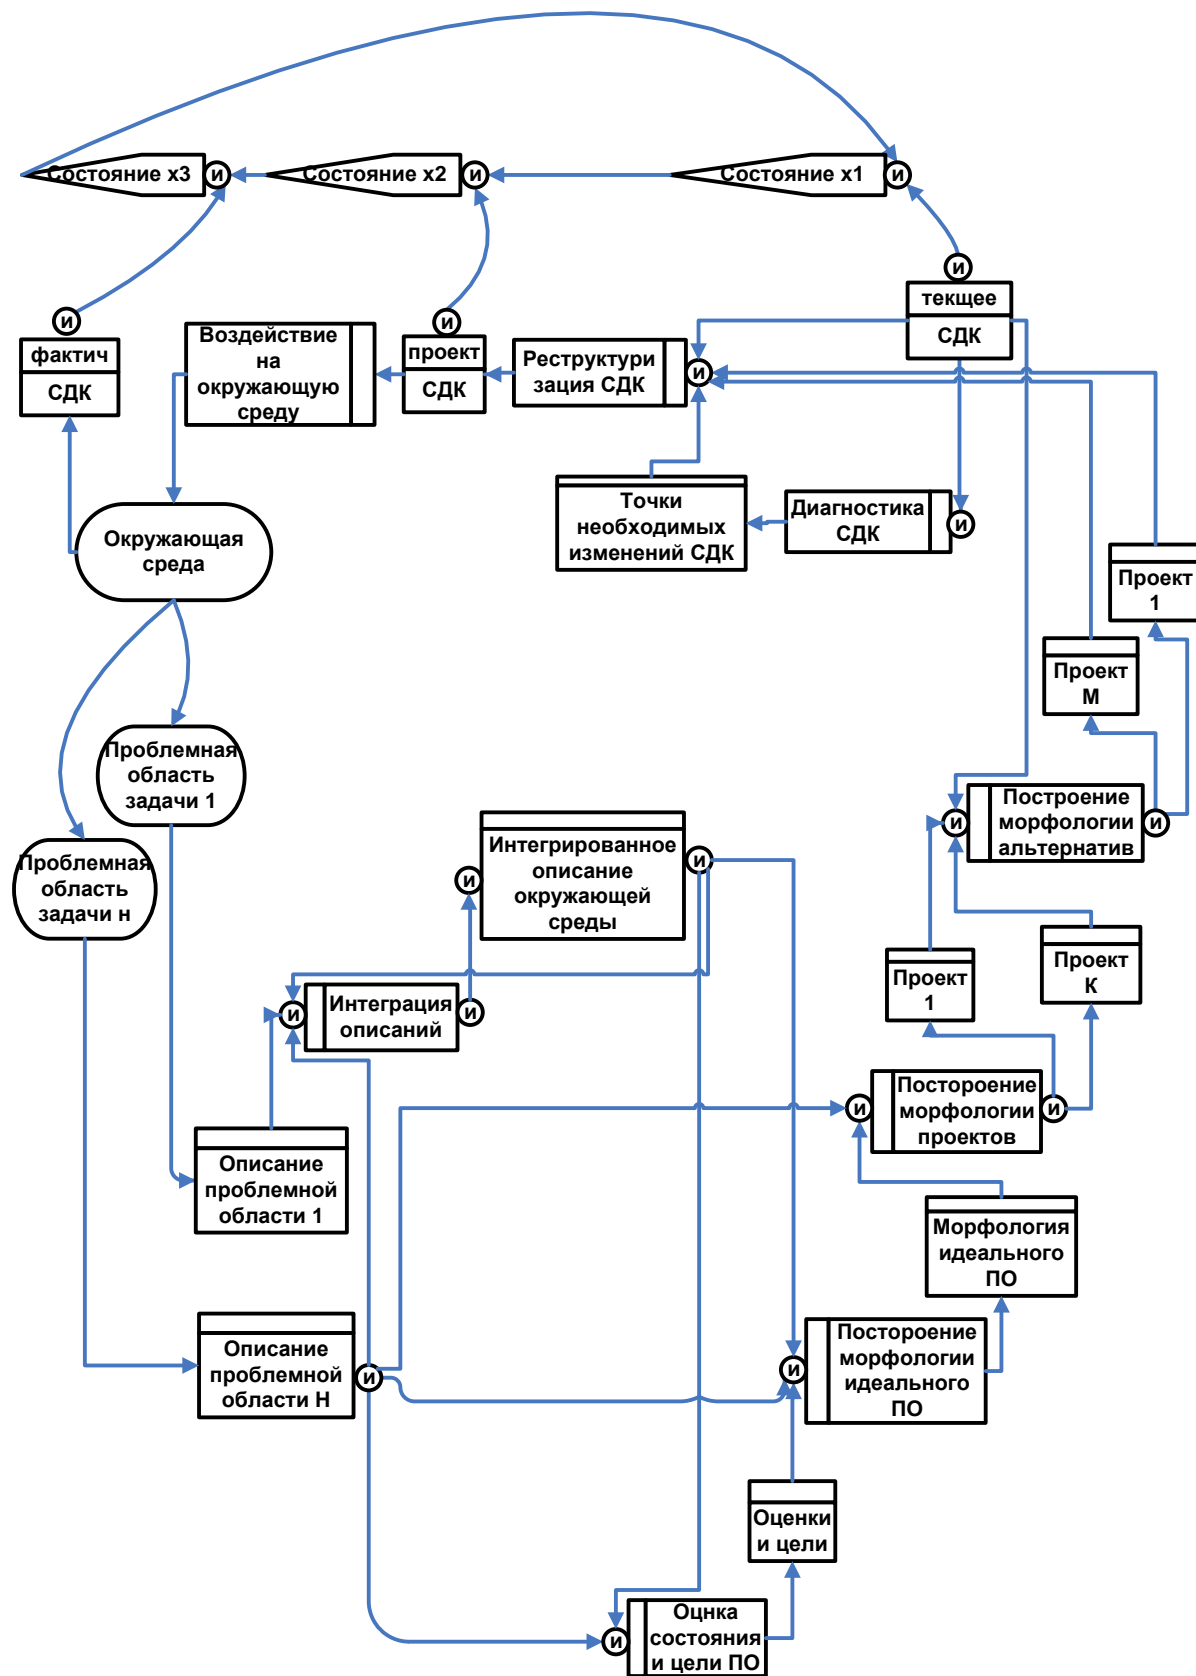 Состояние х3
и
Состояние х2
и
Состояние х1
и
и
текщее
СДК
и
фактич
СДК
Воздействие
на
окружающую
среду
и
проект
СДК
Реструктури
зация СДК
и
Точки
необходимых
изменений СДК
Диагностика
СДК
и
Окружающая
среда
Проект
1
Проект
М
Проблемная
область
задачи 1
и
Построение
морфологии
альтернатив
и
Проблемная
область
задачи н
и
Интегрированное
описание
окружающей
среды
и
Проект
1
Проект
К
и
Интеграция
описаний
и
и
Постороение
морфологии
проектов
и
Описание
проблемной
области 1
Морфология
идеального
ПО
Описание
проблемной
области Н
и
и
Постороение
морфологии
идеального
ПО
Оценки
и цели
и
Оцнка
состояния
и цели ПО